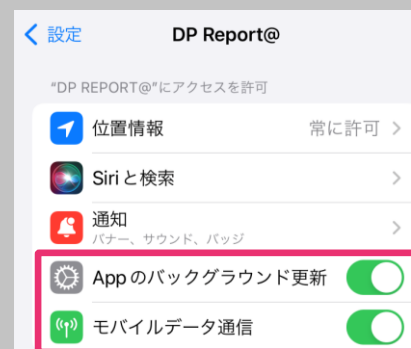 設定 DP Report@
“DP REPORT@”にアクセスを許可
位置情報 常に許可
Siriと検索
通知
バナー、サウンド、バッジ
Appのバックグラウンド更新
モバイルデータ通信